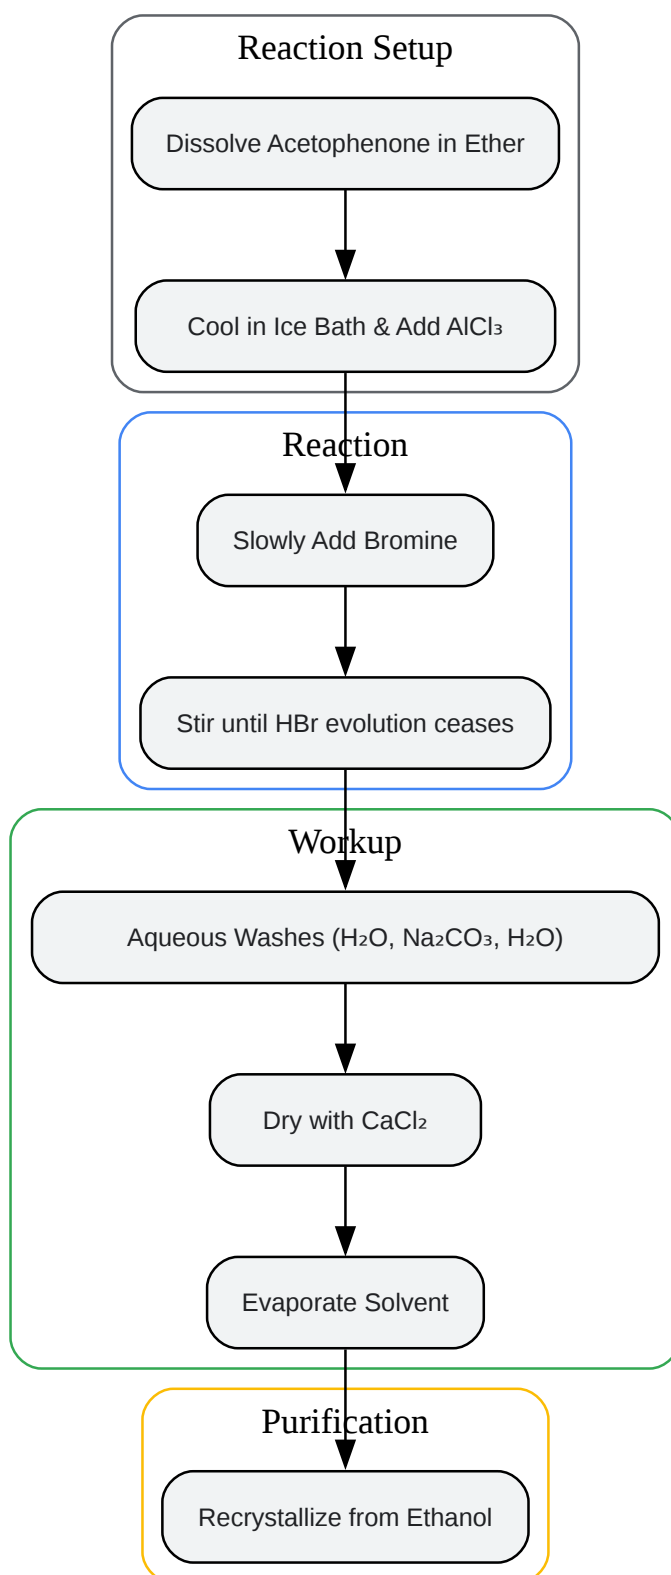 Reaction Setup
Dissolve Acetophenone in Ether
Cool in Ice Bath & Add AlCl₃
Reaction
Slowly Add Bromine
Stir until HBr evolution ceases
Workup
Aqueous Washes (H₂O, Na₂CO₃, H₂O)
Dry with CaCl₂
Evaporate Solvent
Purification
Recrystallize from Ethanol